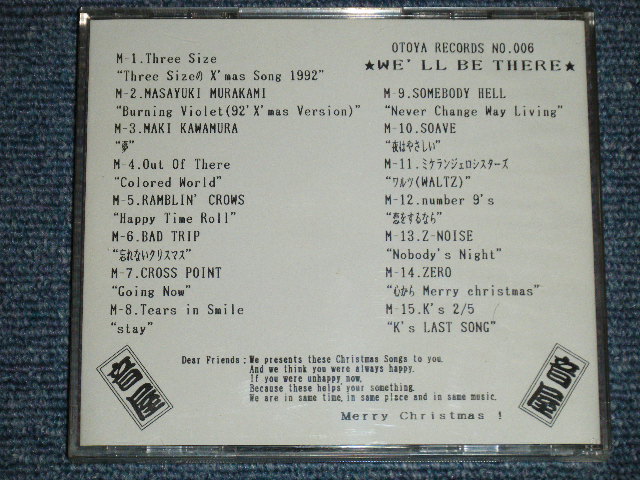 OTOYA RECORDS NO.006
★WE'LL BE THERE★
M-1.Three Size
"Three Sizeの X'mas Song 1992"
M-2.MASAYUKI MURAKAMI
"Burning Violet(92'X'mas Version)"
M-3.MAKI KAWAMURA
"夢"
M-4.Out Of There
"Colored World"
M-5.RAMBLIN' CROWS
"Happy Time Roll"
M-6.BAD TRIP
"忘れないクリスマス"
M-7.CROSS POINT
"Going Now"
M-8.Tears in Smile
"stay"
M-9.SOMEBODY HELL
"Never Change Way Living"
M-10.SOAVE
"夜はやさしい"
M-11.ミケランジェロシスターズ
"ワルツ(WALTZ)"
M-12.number 9's
"恋をするなら"
M-13.Z-NOISE
"Nobody's Night"
M-14.ZERO
"心から Merry christmas"
M-15.K's 2/5
"K's LAST SONG"
Dear Friends:We presents these Christmas Songs to you.
And we think you were always happy.
If you were unhappy now,
Because these helps your something.
We are in same time,in same place and in same music.
Merry Christmas !
音屋
音屋